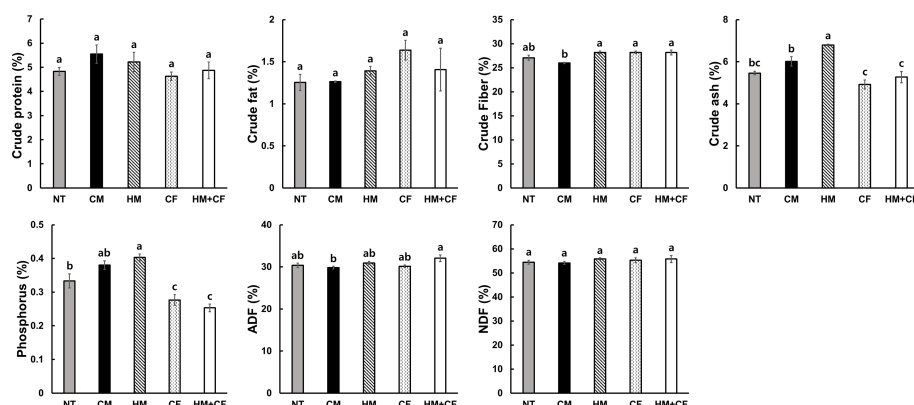 Crude protein (%)
7
6
5
4
3
2
1
0
a
a
a
a
a
NT CM HM CF HM+CF
Crude fat (%)
2
1.5
1
0.5
0
a
a
a
a
a
NT CM HM CF HM+CF
Crude Fiber (%)
35
30
25
20
15
10
5
0
ab
b
a
a
a
NT CM HM CF HM+CF
Crude ash (%)
8
6
4
2
0
bc
b
a
c
c
NT CM HM CF HM+CF
Phosphorus (%)
0.5
0.4
0.3
0.2
0.1
0
b
ab
a
c
c
NT CM HM CF HM+CF
ADF (%)
40
30
20
10
0
ab
b
ab
ab
a
NT CM HM CF HM+CF
NDF (%)
70
60
50
40
30
20
10
0
a
a
a
a
a
NT CM HM CF HM+CF